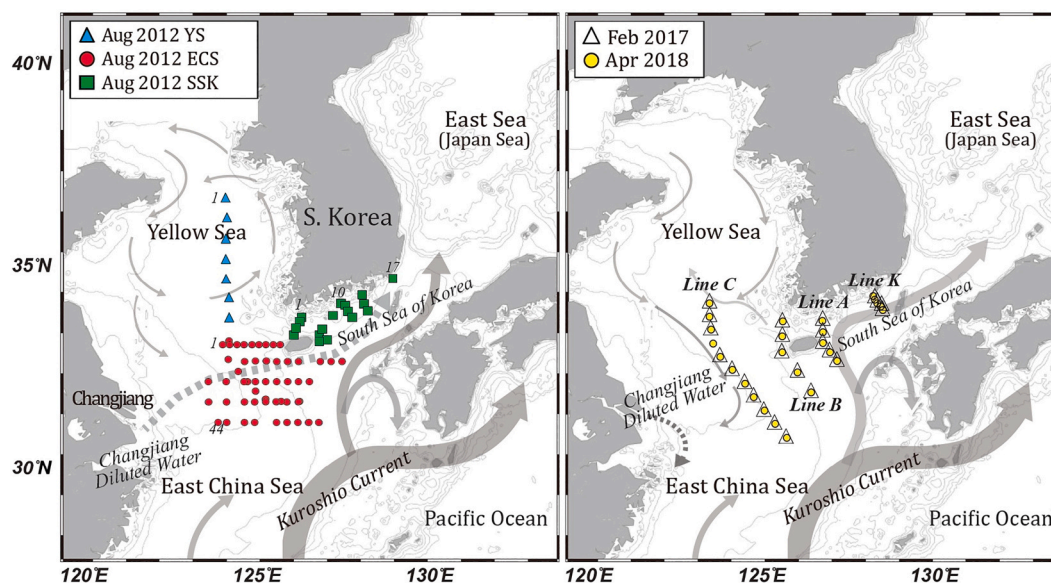 Aug 2012 YS
Aug 2012 ECS
Aug 2012 SSK
40°N
35°N
30°N
East Sea
(Japan Sea)
1
Yellow Sea
S. Korea
17
10
1
South Sea of Korea
1
Changjiang
44
Changjiang
Diluted Water
East China Sea
Kuroshio Current
Pacific Ocean
120°E
125°E
130°E
Feb 2017
Apr 2018
40°N
35°N
30°N
East Sea
(Japan Sea)
Yellow Sea
Line C
Line A
Line K
South Sea of Korea
Changjiang
Diluted Water
Line B
East China Sea
Kuroshio Current
Pacific Ocean
120°E
125°E
130°E